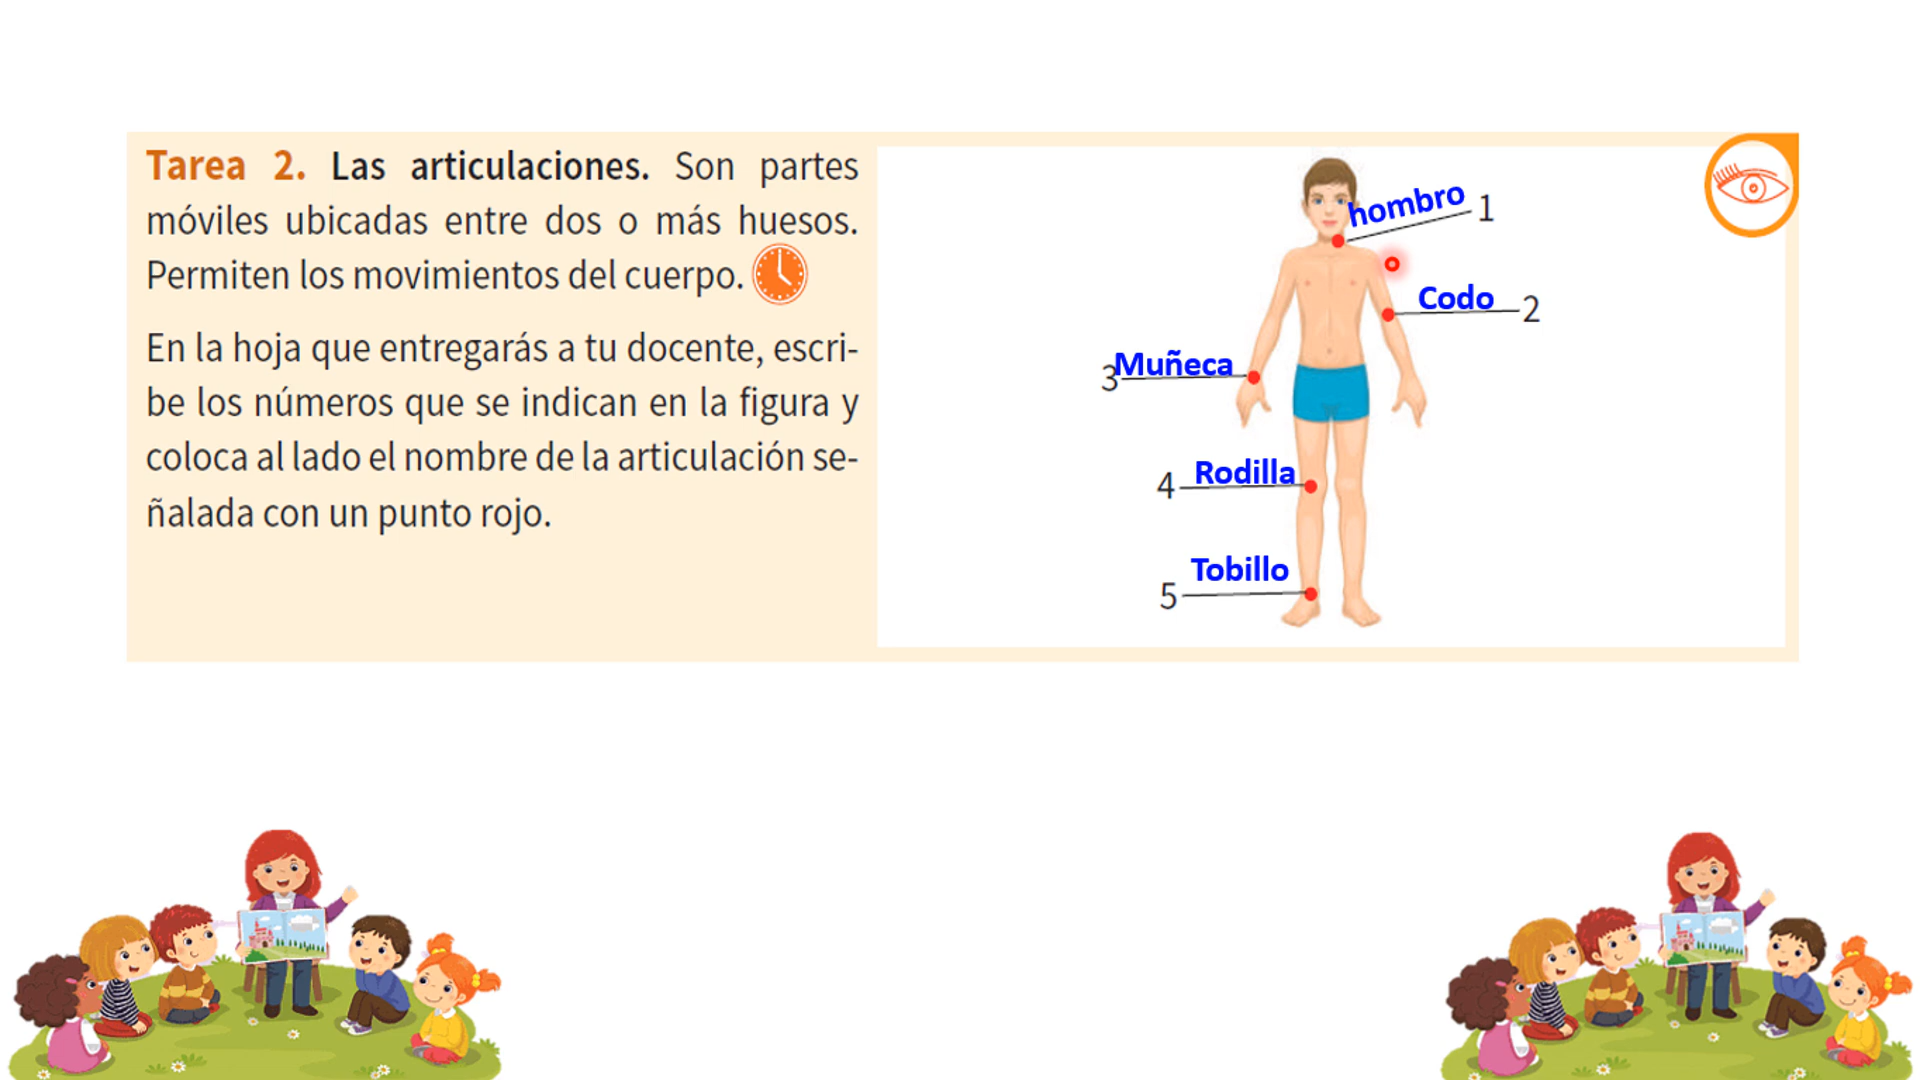 Tarea 2. Las articulaciones. Son partes
móviles ubicadas entre dos o más huesos.
Permiten los movimientos del cuerpo.
En la hoja que entregarás a tu docente, escri-
be los números que se indican en la figura y
coloca al lado el nombre de la articulación se-
ñalada con un punto rojo.
hombro 1
Codo 2
3 Muñeca
4 Rodilla
5 Tobillo